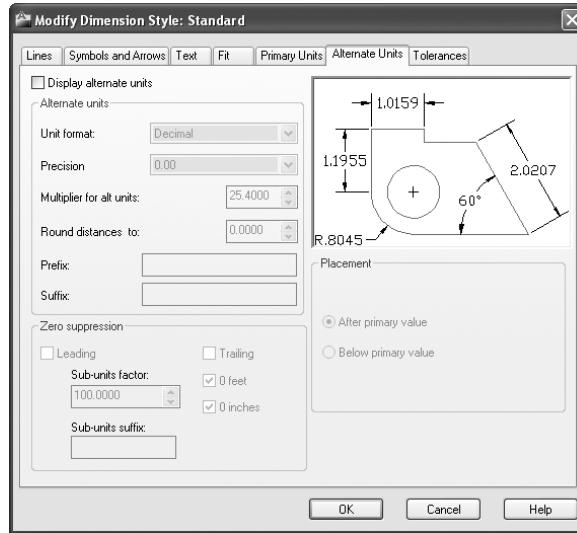 Modify Dimension Style: Standard
Lines Symbols and Arrows Text Fit Primary Units Alternate Units Tolerances
Display alternate units
Alternate units
Unit format: Decimal
Precision 0.00
Multiplier for alt units: 25.4000
Round distances to: 0.0000
Prefix:
Suffix:
Zero suppression
Leading
Trailing
Sub-units factor:
100.0000
0 feet
0 inches
Sub-units suffix:
1.0159
1.1955
2.0207
60°
R.8045
Placement
After primary value
Below primary value
OK Cancel Help